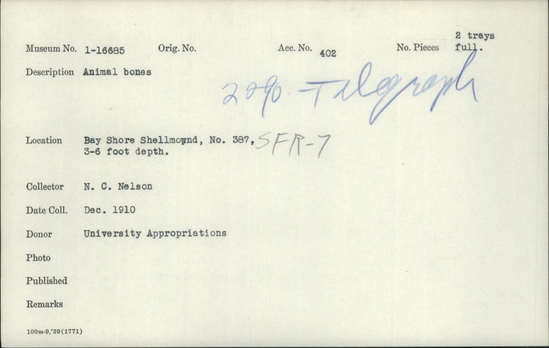 Museum No. 1-16685 Orig. No. Acc. No. 402 No. Pieces 2 trays full.
Description Animal bones
Telegraph
Location Bay Shore Shellmoynd, No. 387, SFR-7
3-6 foot depth.
Collector N. C. Nelson
Date Coll. Dec. 1910
Donor University Appropriations
Photo
Published
Remarks
100m-9,'39(1771)